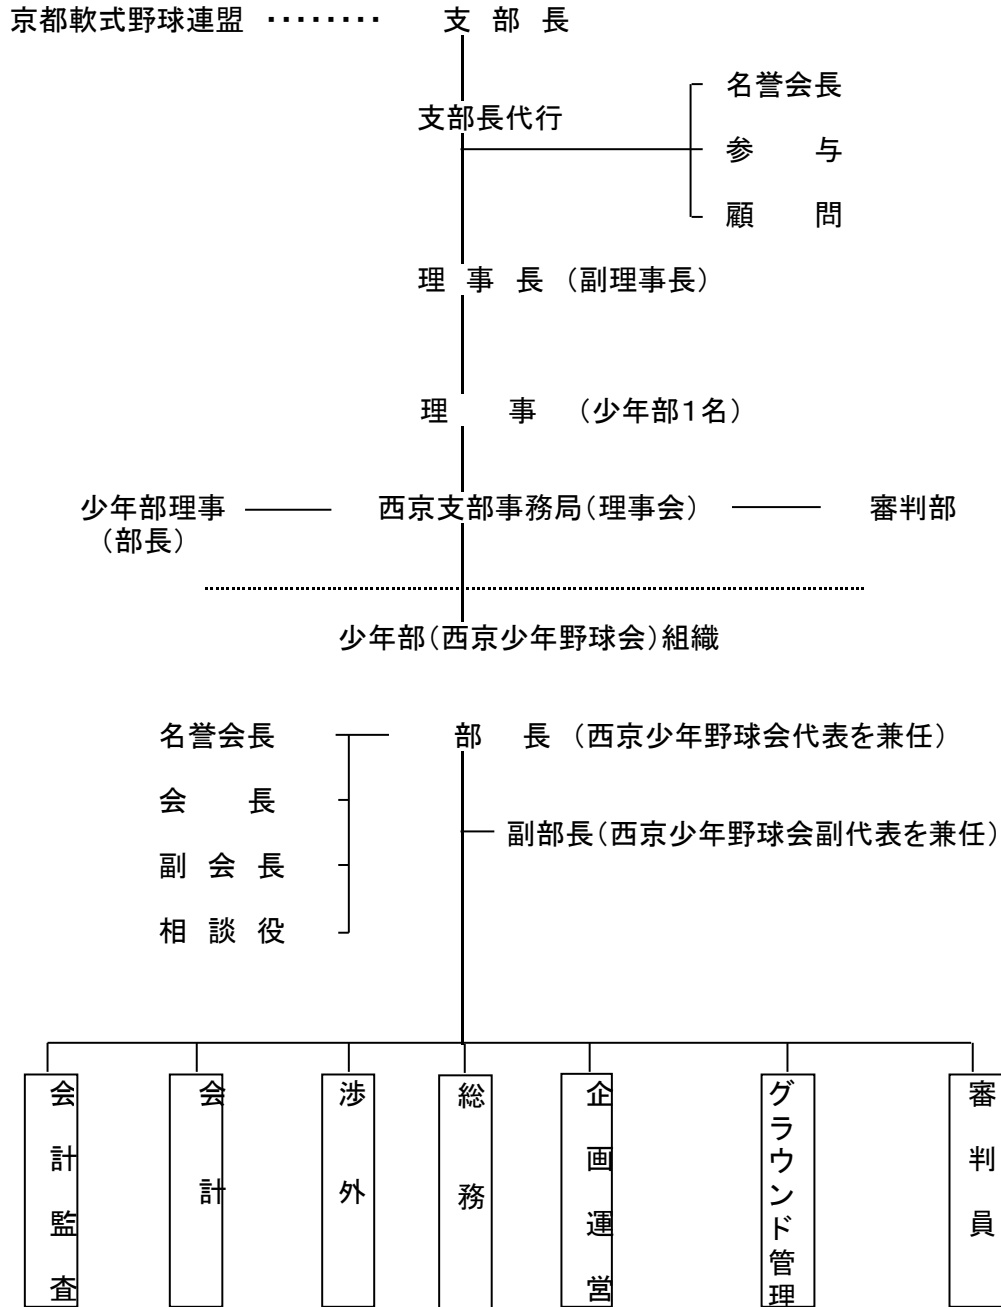 京都軟式野球連盟 ‥‥‥‥ 支 部 長
名誉会長
支部長代行
参 与
顧 問
理 事 長 (副理事長)
理 事 (少年部1名)
少年部理事 西京支部事務局(理事会) 審判部
(部長)
少年部(西京少年野球会)組織
名誉会長 部 長 (西京少年野球会代表を兼任)
会 長
副部長(西京少年野球会副代表を兼任)
副 会 長
相 談 役
会計監査
会計
渉外
総務
企画運営
グラウンド管理
審判員